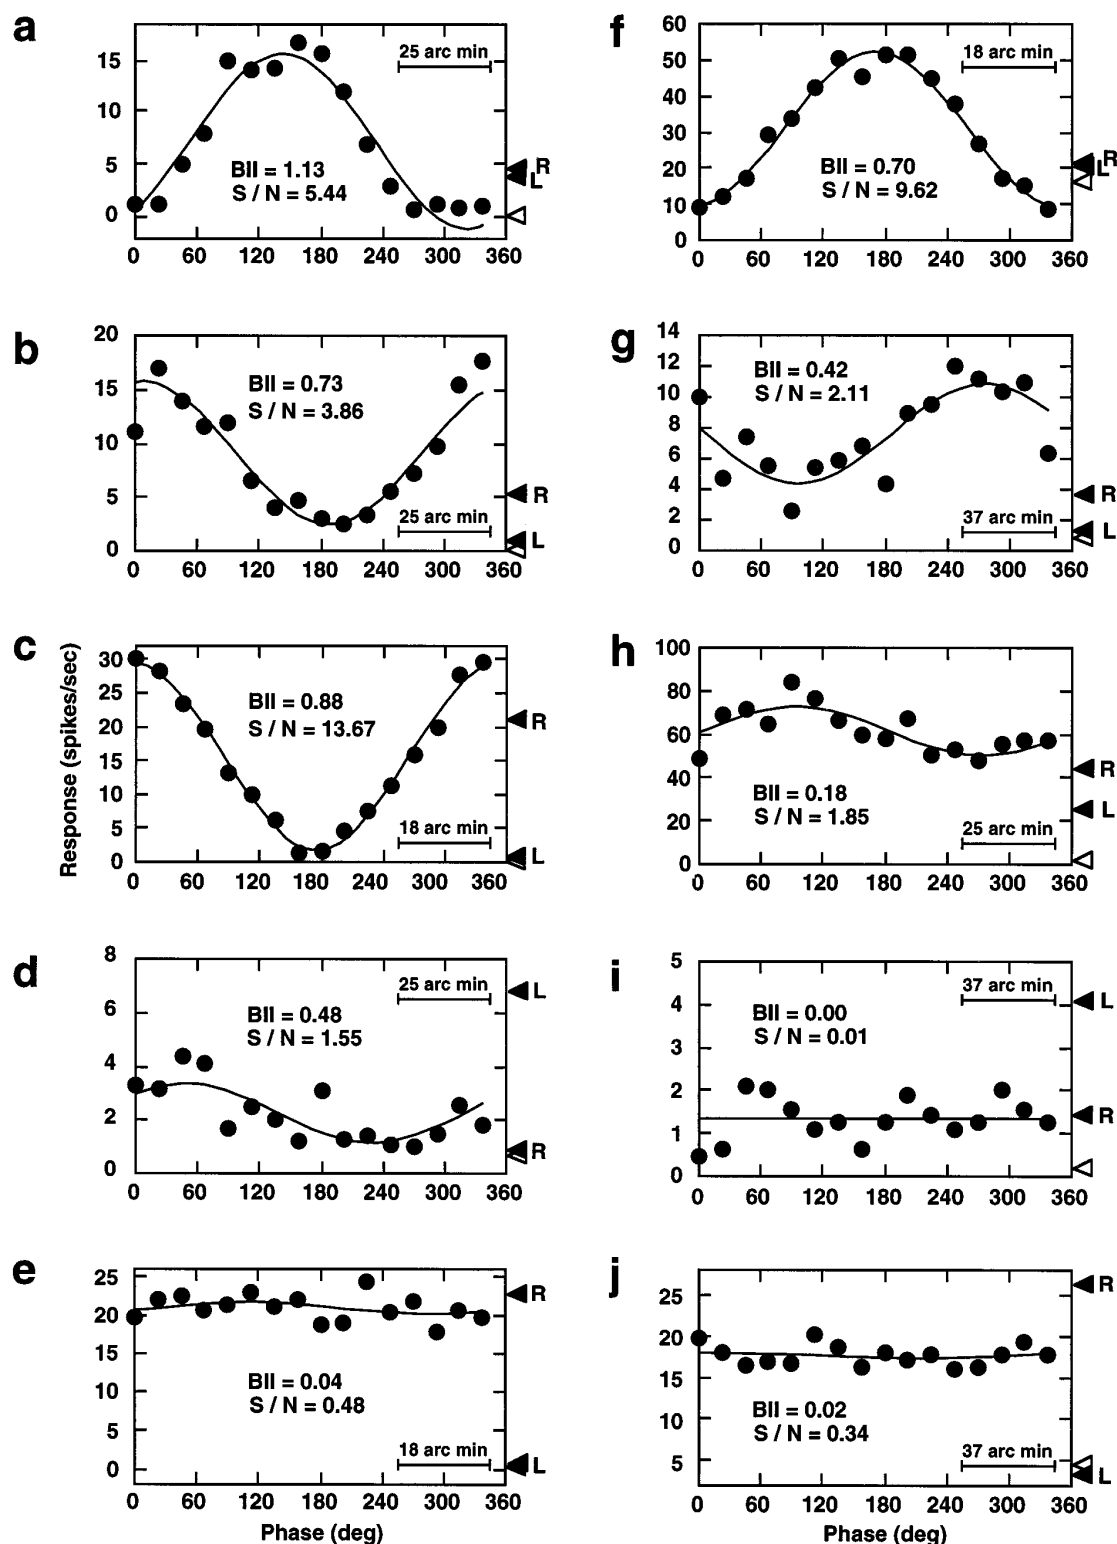 a
15
10
5
0
25 arc min
BII = 1.13
S / N = 5.44
R
L
0 60 120 180 240 300 360
f
60
50
40
30
20
10
0
18 arc min
BII = 0.70
S / N = 9.62
R
L
0 60 120 180 240 300 360
b
20
15
10
5
0
BII = 0.73
S / N = 3.86
25 arc min
R
L
0 60 120 180 240 300 360
g
14
12
10
8
6
4
2
0
BII = 0.42
S / N = 2.11
37 arc min
R
L
0 60 120 180 240 300 360
c
Response (spikes/sec)
30
25
20
15
10
5
0
BII = 0.88
S / N = 13.67
18 arc min
R
L
0 60 120 180 240 300 360
h
100
80
60
40
20
0
BII = 0.18
S / N = 1.85
25 arc min
R
L
0 60 120 180 240 300 360
d
8
6
4
2
0
25 arc min
BII = 0.48
S / N = 1.55
L
R
0 60 120 180 240 300 360
i
5
4
3
2
1
0
37 arc min
BII = 0.00
S / N = 0.01
L
R
0 60 120 180 240 300 360
e
25
20
15
10
5
0
BII = 0.04
S / N = 0.48
18 arc min
R
L
0 60 120 180 240 300 360
Phase (deg)
j
25
20
15
10
5
BII = 0.02
S / N = 0.34
37 arc min
R
L
0 60 120 180 240 300 360
Phase (deg)